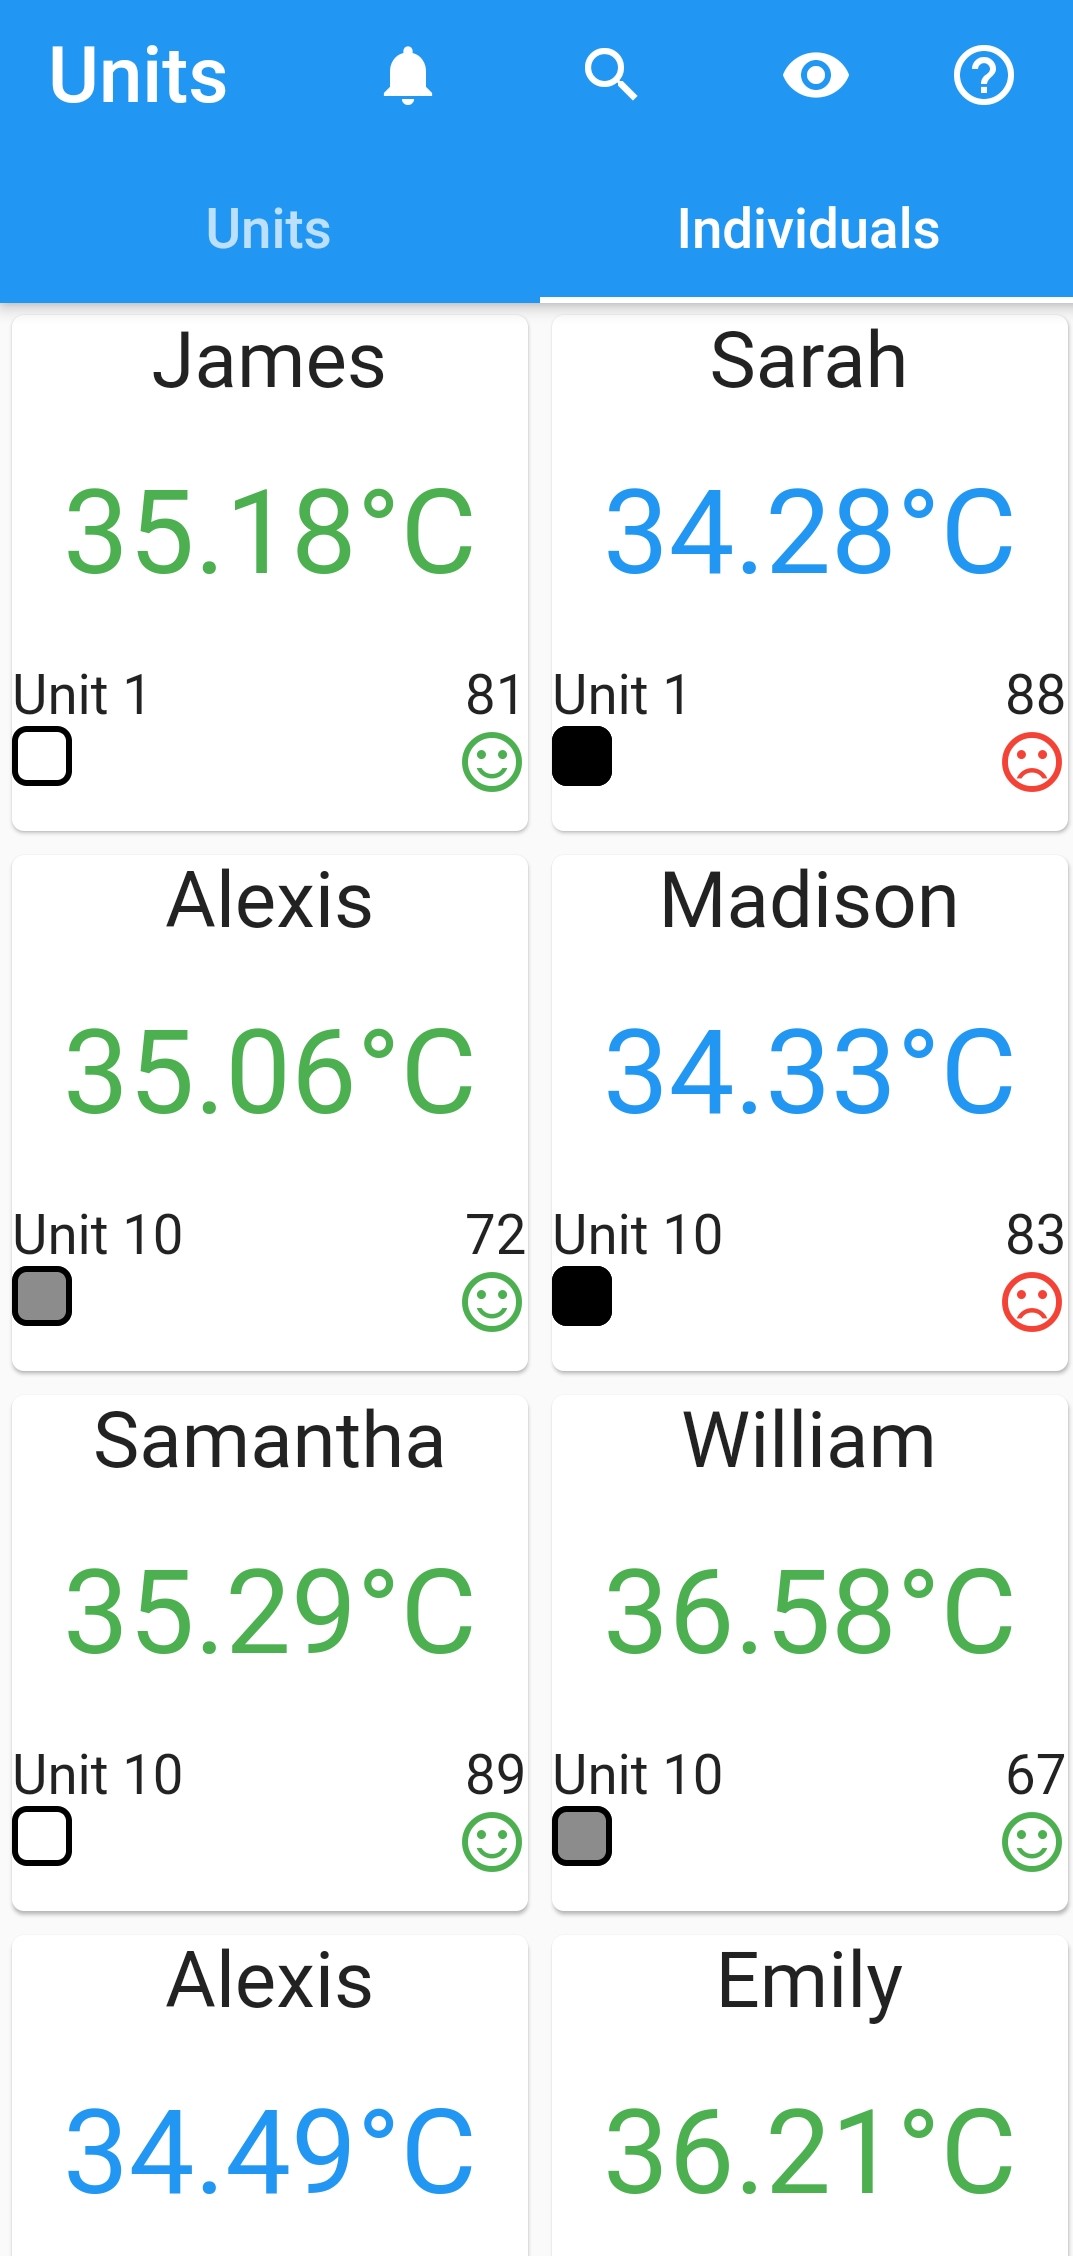 Units
Units
Individuals
James
35.18°C
Unit 1
81
Sarah
34.28°C
Unit 1
88
Alexis
35.06°C
Unit 10
72
Madison
34.33°C
Unit 10
83
Samantha
35.29°C
Unit 10
89
William
36.58°C
Unit 10
67
Alexis
34.49°C
Emily
36.21°C